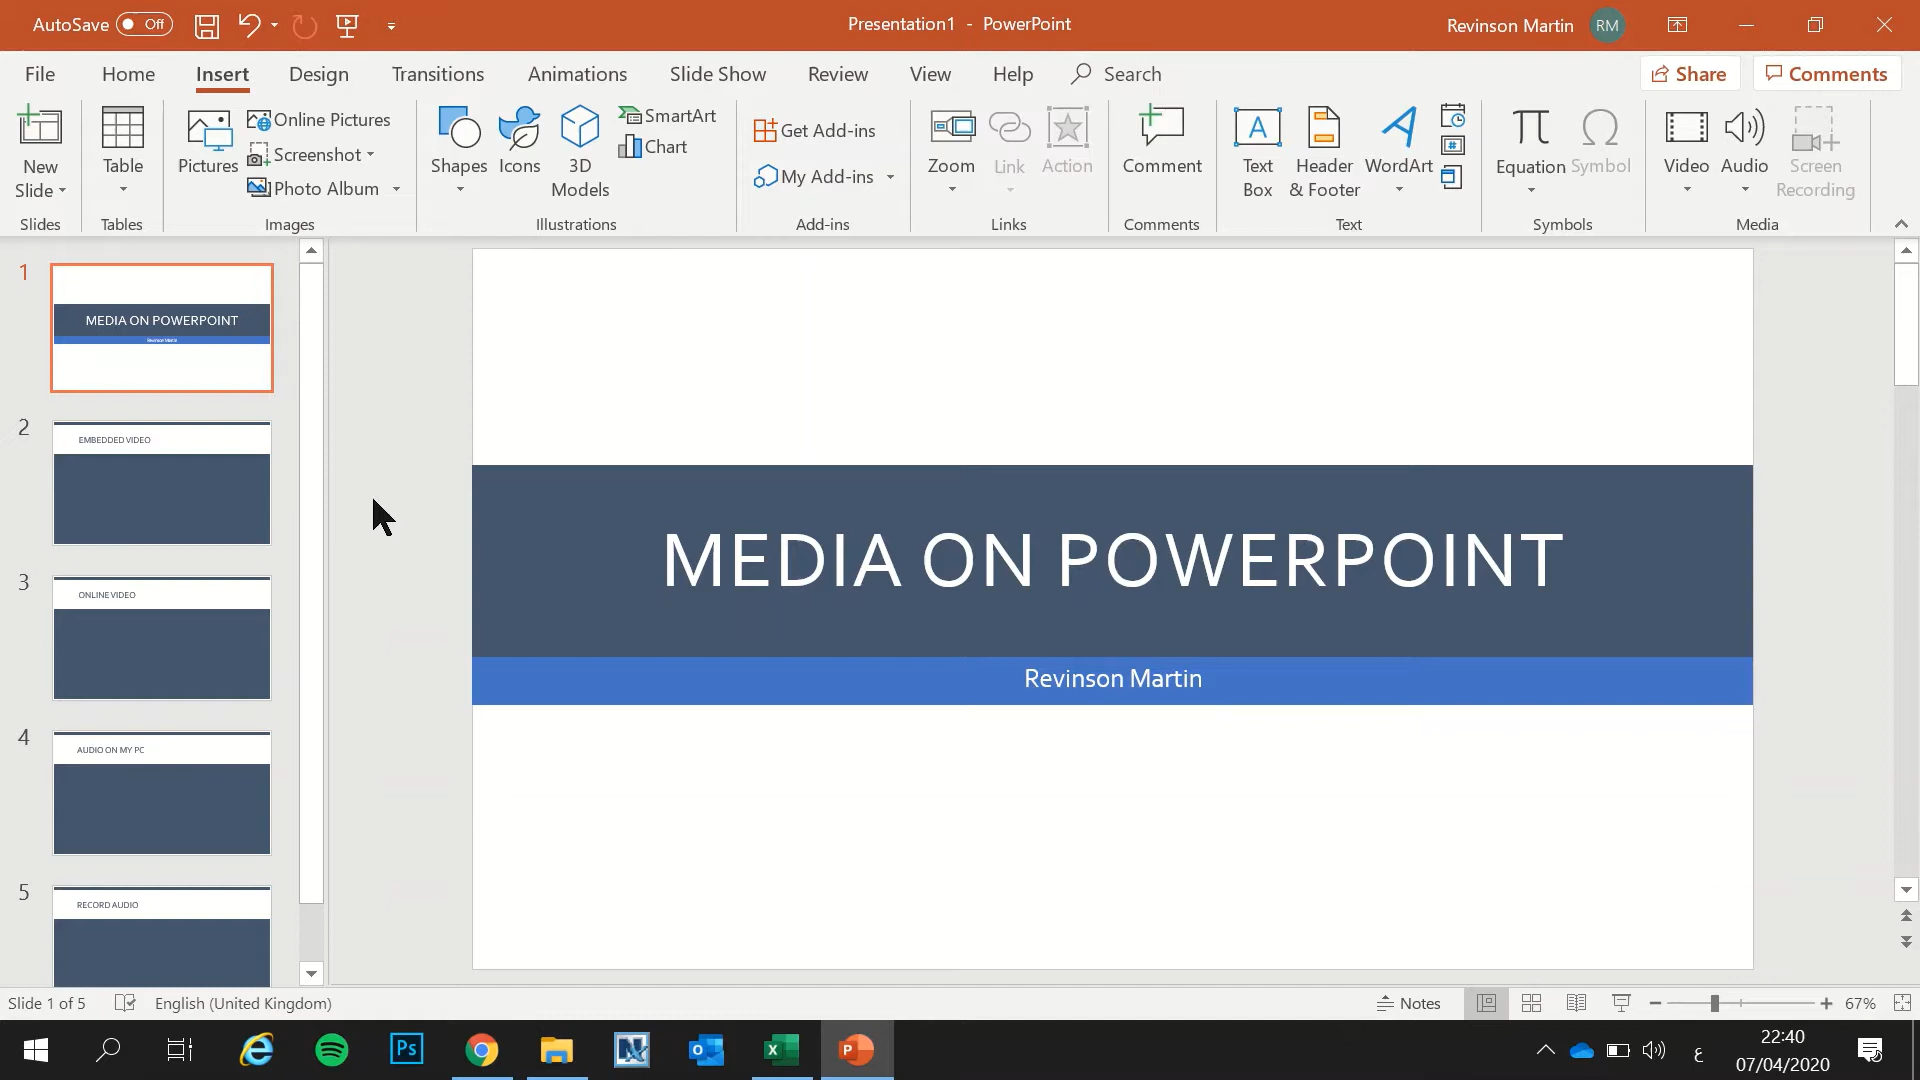 AutoSave Off
Presentation1 - PowerPoint
Revinson Martin RM
File Home Insert Design Transitions Animations Slide Show Review View Help Search Share Comments
New Slide
Table
Pictures
Online Pictures
Screenshot
Photo Album
Shapes
Icons
3D Models
SmartArt
Chart
Get Add-ins
My Add-ins
Zoom
Link
Action
Comment
Text Box
Header & Footer
WordArt
Equation
Symbol
Video
Audio
Screen Recording
Slides Tables Images Illustrations Add-ins Links Comments Text Symbols Media
1
MEDIA ON POWERPOINT
Revinson Martin
2
EMBEDDED VIDEO
3
ONLINE VIDEO
4
AUDIO ON MY PC
5
RECORD AUDIO
MEDIA ON POWERPOINT
Revinson Martin
Slide 1 of 5 English (United Kingdom) Notes 67%
Ps
ع
22:40
07/04/2020